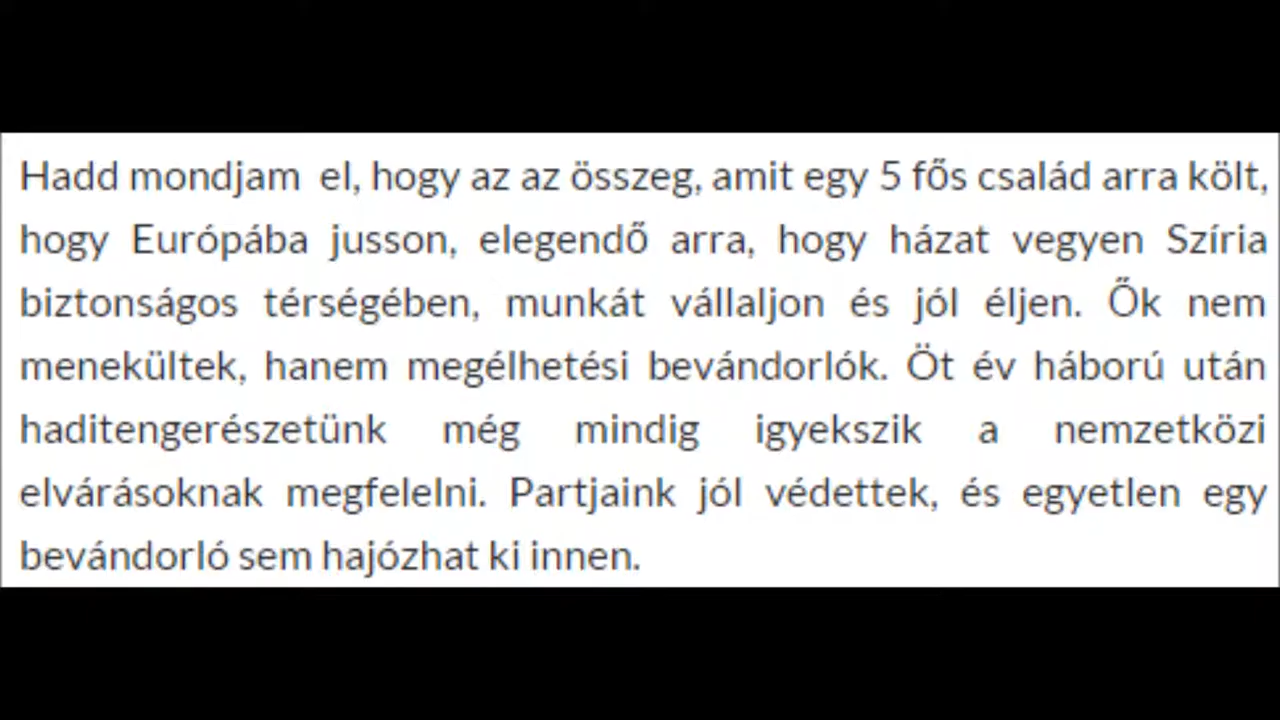 Hadd mondjam el, hogy az az összeg, amit egy 5 fős család arra költ,
hogy Európába jusson, elegendő arra, hogy házat vegyen Szíria
biztonságos térségében, munkát vállaljon és jól éljen. Ők nem
menekültek, hanem megélhetési bevándorlók. Öt év háború után
haditengerészetünk még mindig igyekszik a nemzetközi
elvárásoknak megfelelni. Partjaink jól védettek, és egyetlen egy
bevándorló sem hajózhat ki innen.